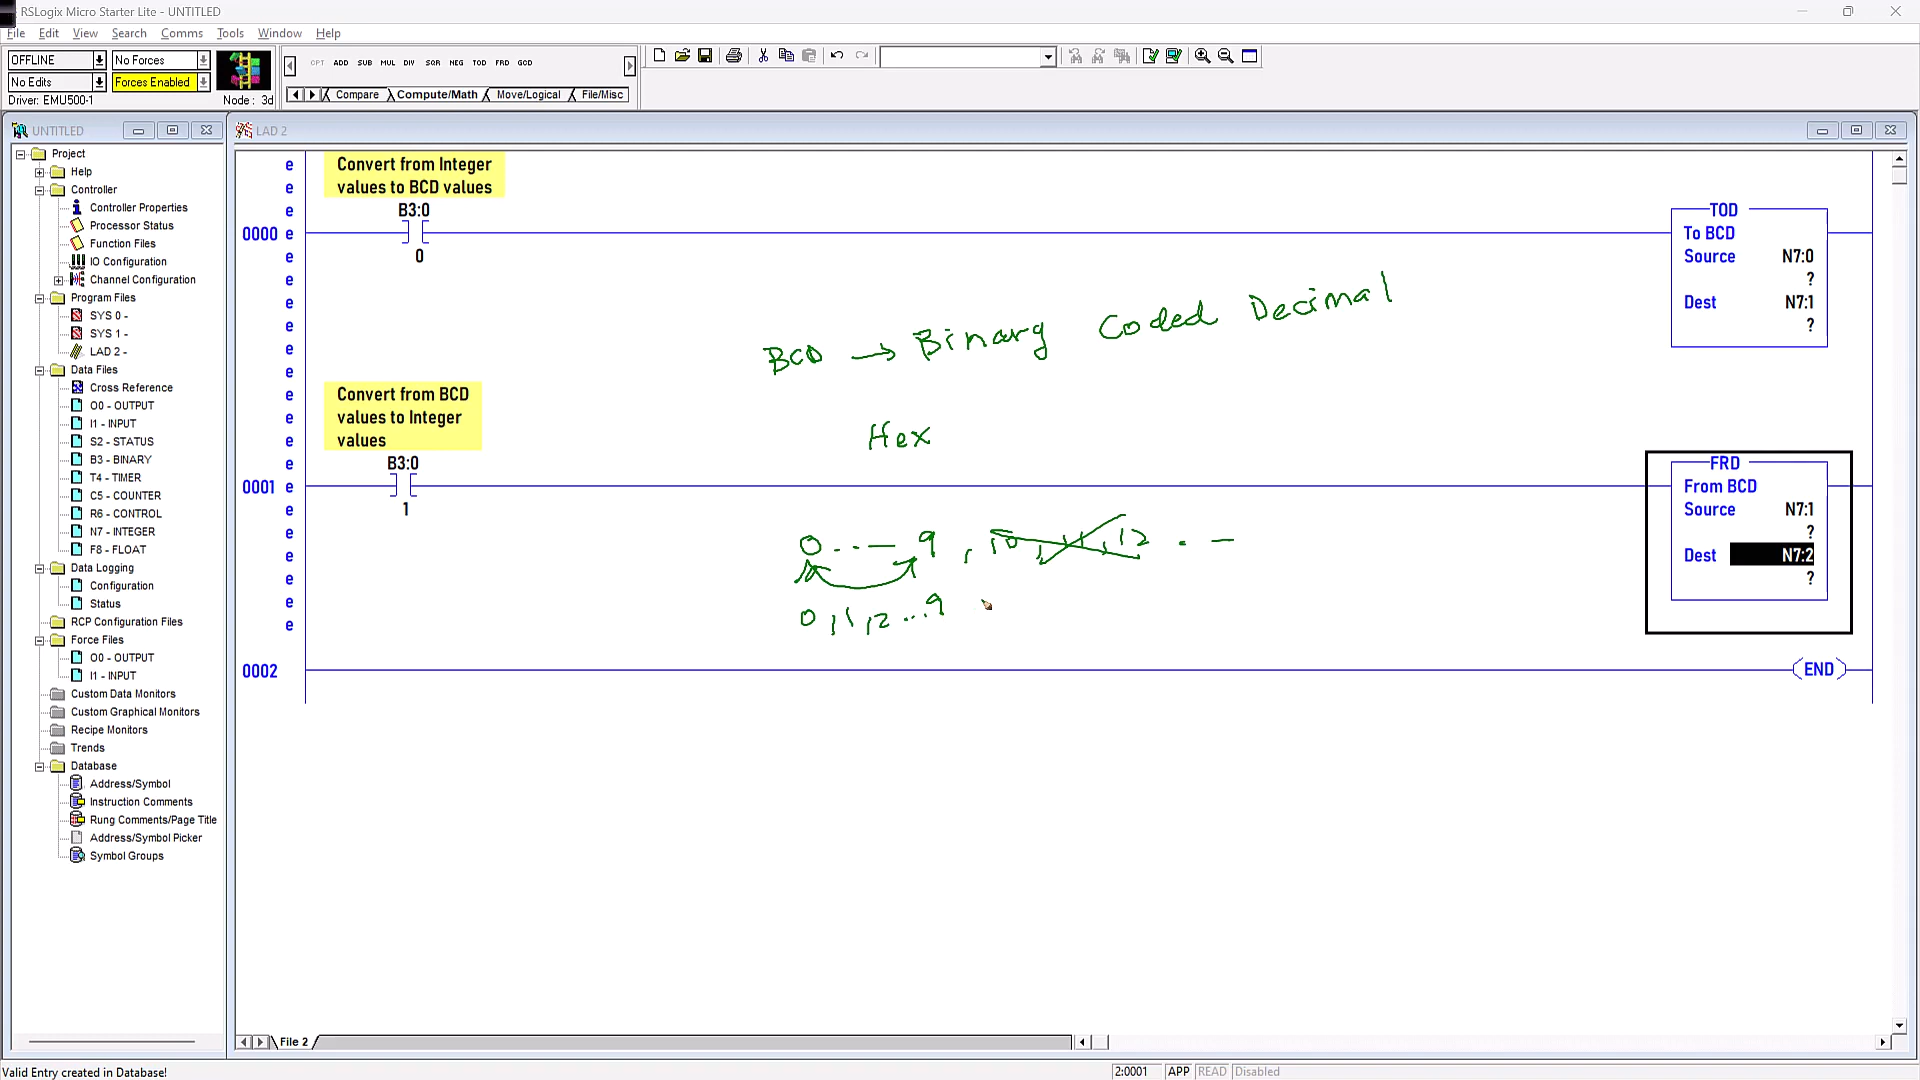 RSLogix Micro Starter Lite - UNTITLED
File Edit View Search Comms Tools Window Help
OFFLINE No Forces
No Edits Forces Enabled
Driver: EMU500-1 Node : 3d
CPT ADD SUB MUL DIV SQR NEG TOD FRD GCD
Compare Compute/Math Move/Logical File/Misc
UNTITLED
Project
Help
Controller
Controller Properties
Processor Status
Function Files
IO Configuration
Channel Configuration
Program Files
SYS 0 -
SYS 1 -
LAD 2 -
Data Files
Cross Reference
O0 - OUTPUT
I1 - INPUT
S2 - STATUS
B3 - BINARY
T4 - TIMER
C5 - COUNTER
R6 - CONTROL
N7 - INTEGER
F8 - FLOAT
Data Logging
Configuration
Status
RCP Configuration Files
Force Files
O0 - OUTPUT
I1 - INPUT
Custom Data Monitors
Custom Graphical Monitors
Recipe Monitors
Trends
Database
Address/Symbol
Instruction Comments
Rung Comments/Page Title
Address/Symbol Picker
Symbol Groups
LAD 2
e
e
e
0000 e
e
e
e
e
e
e
e
e
e
e
0001 e
e
e
e
e
e
e
0002
Convert from Integer
values to BCD values
B3:0
0
TOD
To BCD
Source N7:0
?
Dest N7:1
?
BCD → Binary Coded Decimal
Hex
Convert from BCD
values to Integer
values
B3:0
1
FRD
From BCD
Source N7:1
?
Dest N7:2
?
0...— 9 , 10 , 11 , 12 . —
0 , 1 , 2 ...9
END
File 2
Valid Entry created in Database!
2:0001 APP READ Disabled